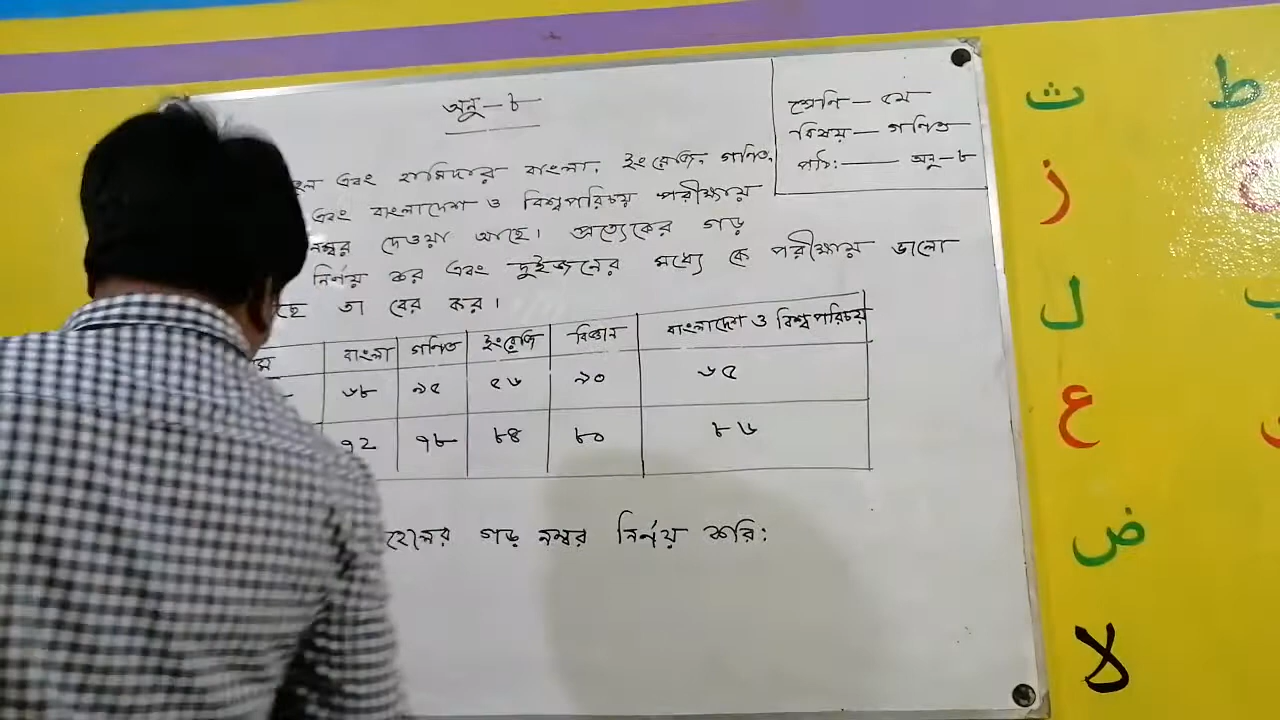 অনু – ৮
শ্রেনি – ৫ম
বিষয় – গণিত
পাঠ: — অনু – ৮
এবং হামিদার বাংলা, ইংরেজি, গণিত,
এবং বাংলাদেশ ও বিশ্বপরিচয় পরীক্ষায়
নম্বর দেওয়া আছে। প্রত্যেকের গড়
নির্ণয় কর এবং দুইজনের মধ্যে কে পরীক্ষায় ভালো
তা বের কর।
বাংলা গণিত ইংরেজি বিজ্ঞান বাংলাদেশ ও বিশ্বপরিচয়
৬৮ ৯৫ ৫৬ ৯০ ৬৫
৭২ ৭৮ ৮৪ ৮০ ৮৬
হেলের গড় নম্বর নির্ণয় করি:
ث ط
ز
ل
ع
ض
لا